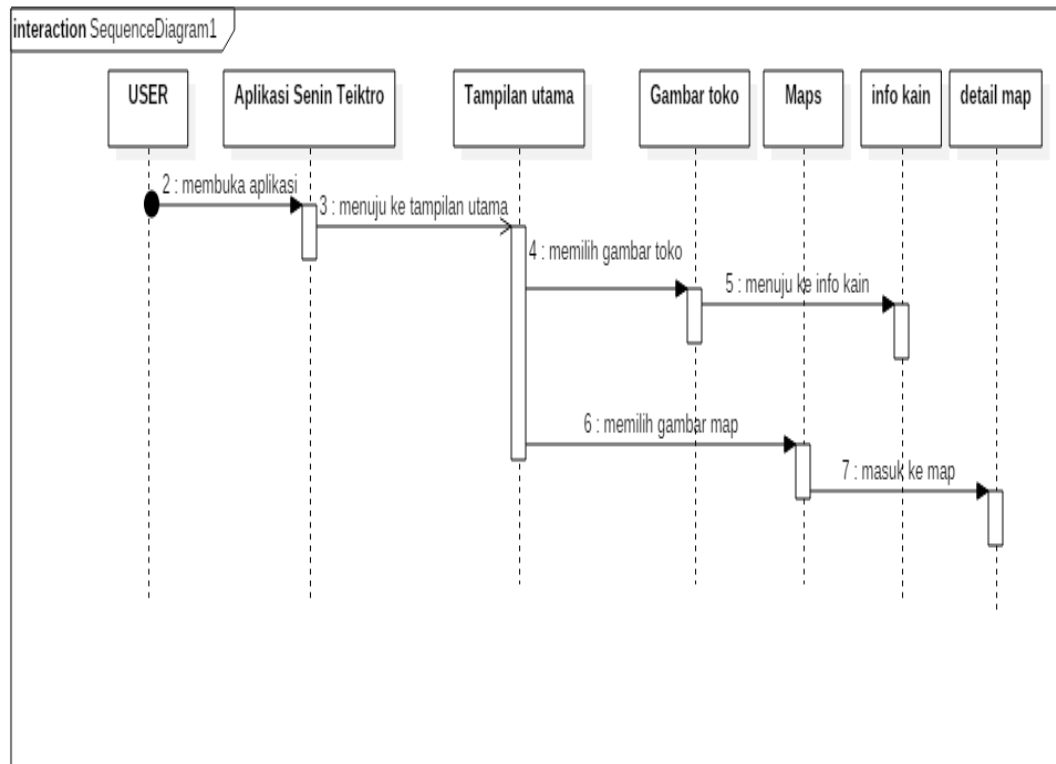 interaction SequenceDiagram1
USER
Aplikasi Senin Teiktro
Tampilan utama
Gambar toko
Maps
info kain
detail map
2 : membuka aplikasi
3 : menuju ke tampilan utama
4 : memilih gambar toko
5 : menuju ke info kain
6 : memilih gambar map
7 : masuk ke map